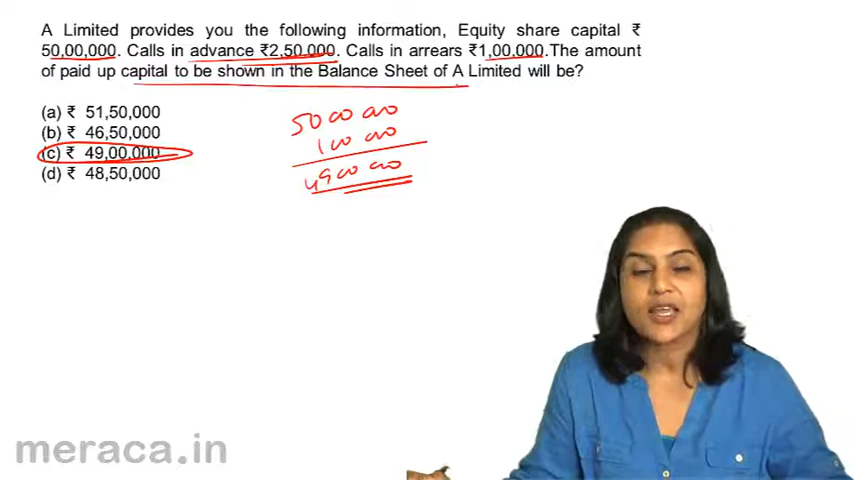 A Limited provides you the following information, Equity share capital ₹
50,00,000. Calls in advance ₹2,50,000. Calls in arrears ₹1,00,000.The amount
of paid up capital to be shown in the Balance Sheet of A Limited will be?
(a) ₹ 51,50,000
(b) ₹ 46,50,000
(c) ₹ 49,00,000
(d) ₹ 48,50,000
50 00 000
1 00 000
49 00 000
meraca.in